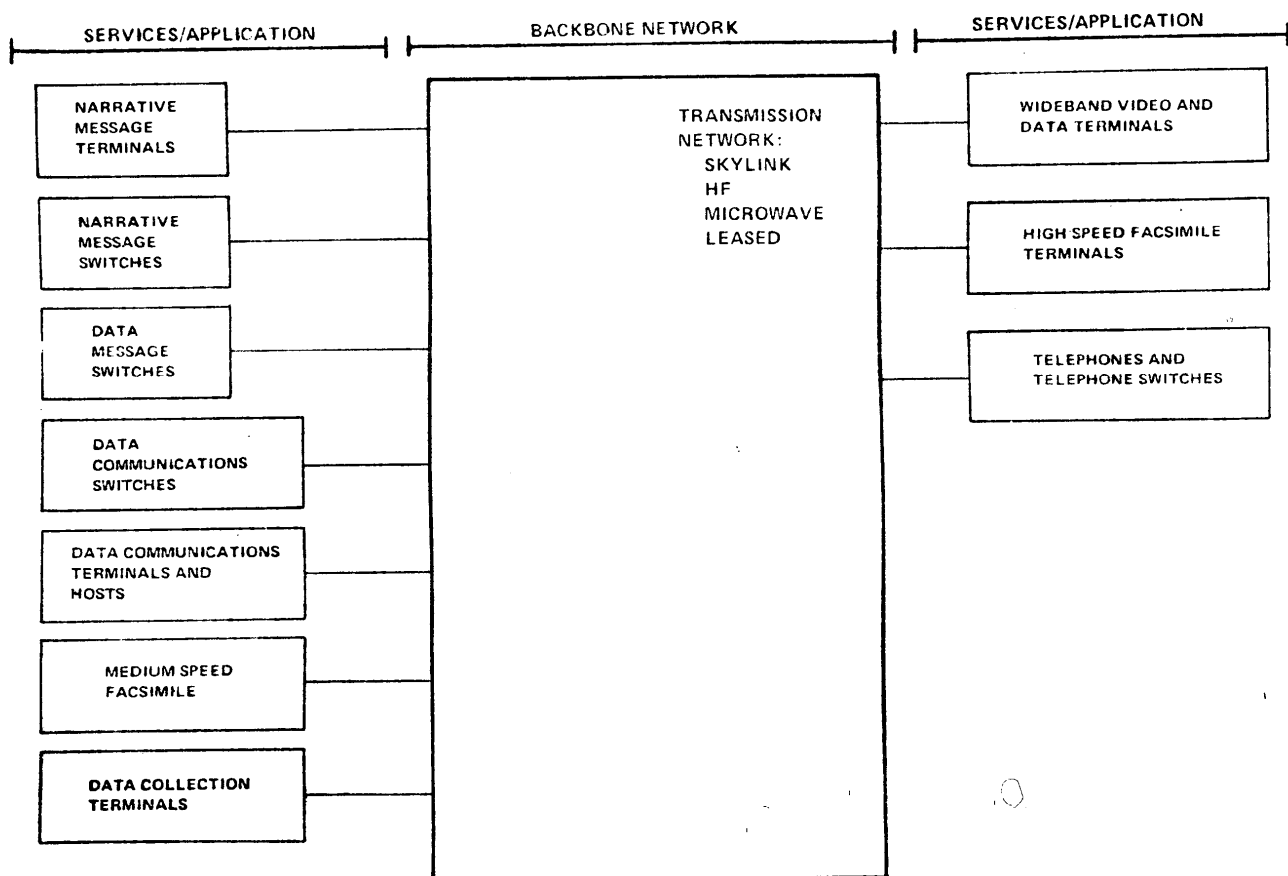 SERVICES/APPLICATION
BACKBONE NETWORK
SERVICES/APPLICATION
NARRATIVE
MESSAGE
TERMINALS
NARRATIVE
MESSAGE
SWITCHES
DATA
MESSAGE
SWITCHES
DATA
COMMUNICATIONS
SWITCHES
DATA COMMUNICATIONS
TERMINALS AND
HOSTS
MEDIUM SPEED
FACSIMILE
DATA COLLECTION
TERMINALS
TRANSMISSION
NETWORK:
SKYLINK
HF
MICROWAVE
LEASED
WIDEBAND VIDEO AND
DATA TERMINALS
HIGH SPEED FACSIMILE
TERMINALS
TELEPHONES AND
TELEPHONE SWITCHES